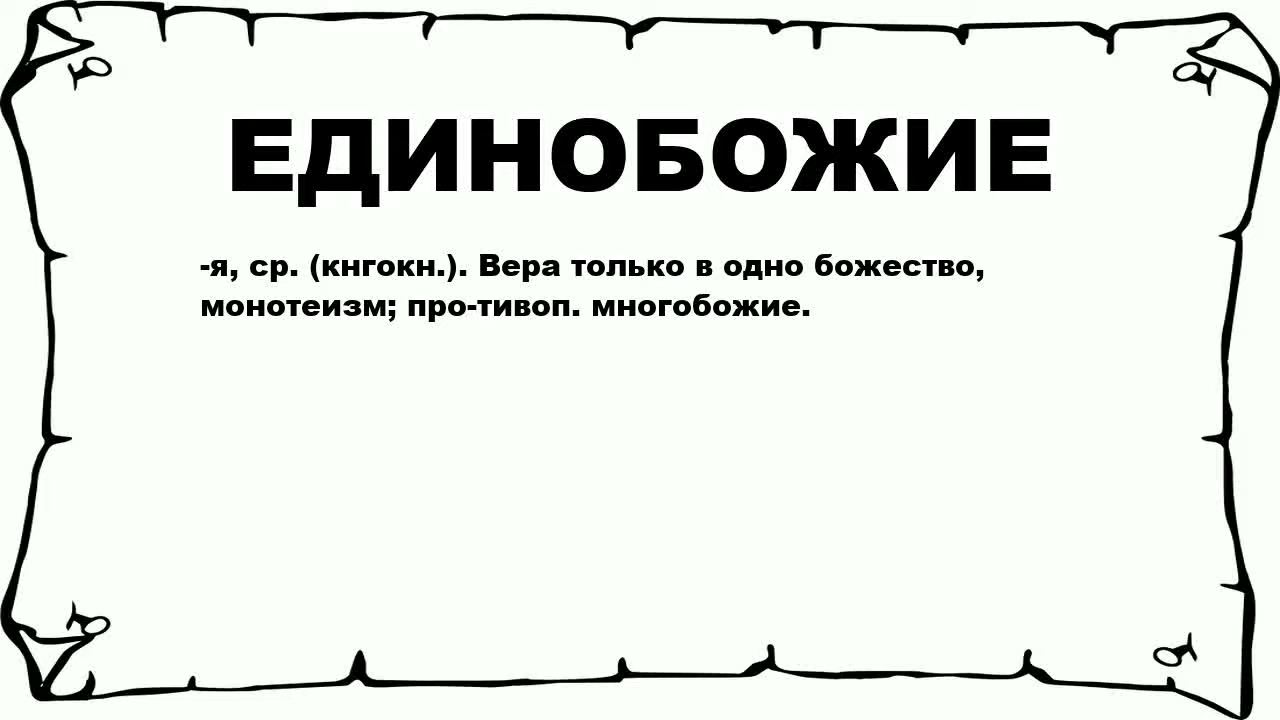 ЕДИНОБОЖИЕ
-я, ср. (кнгокн.). Вера только в одно божество,
монотеизм; про-тивоп. многобожие.